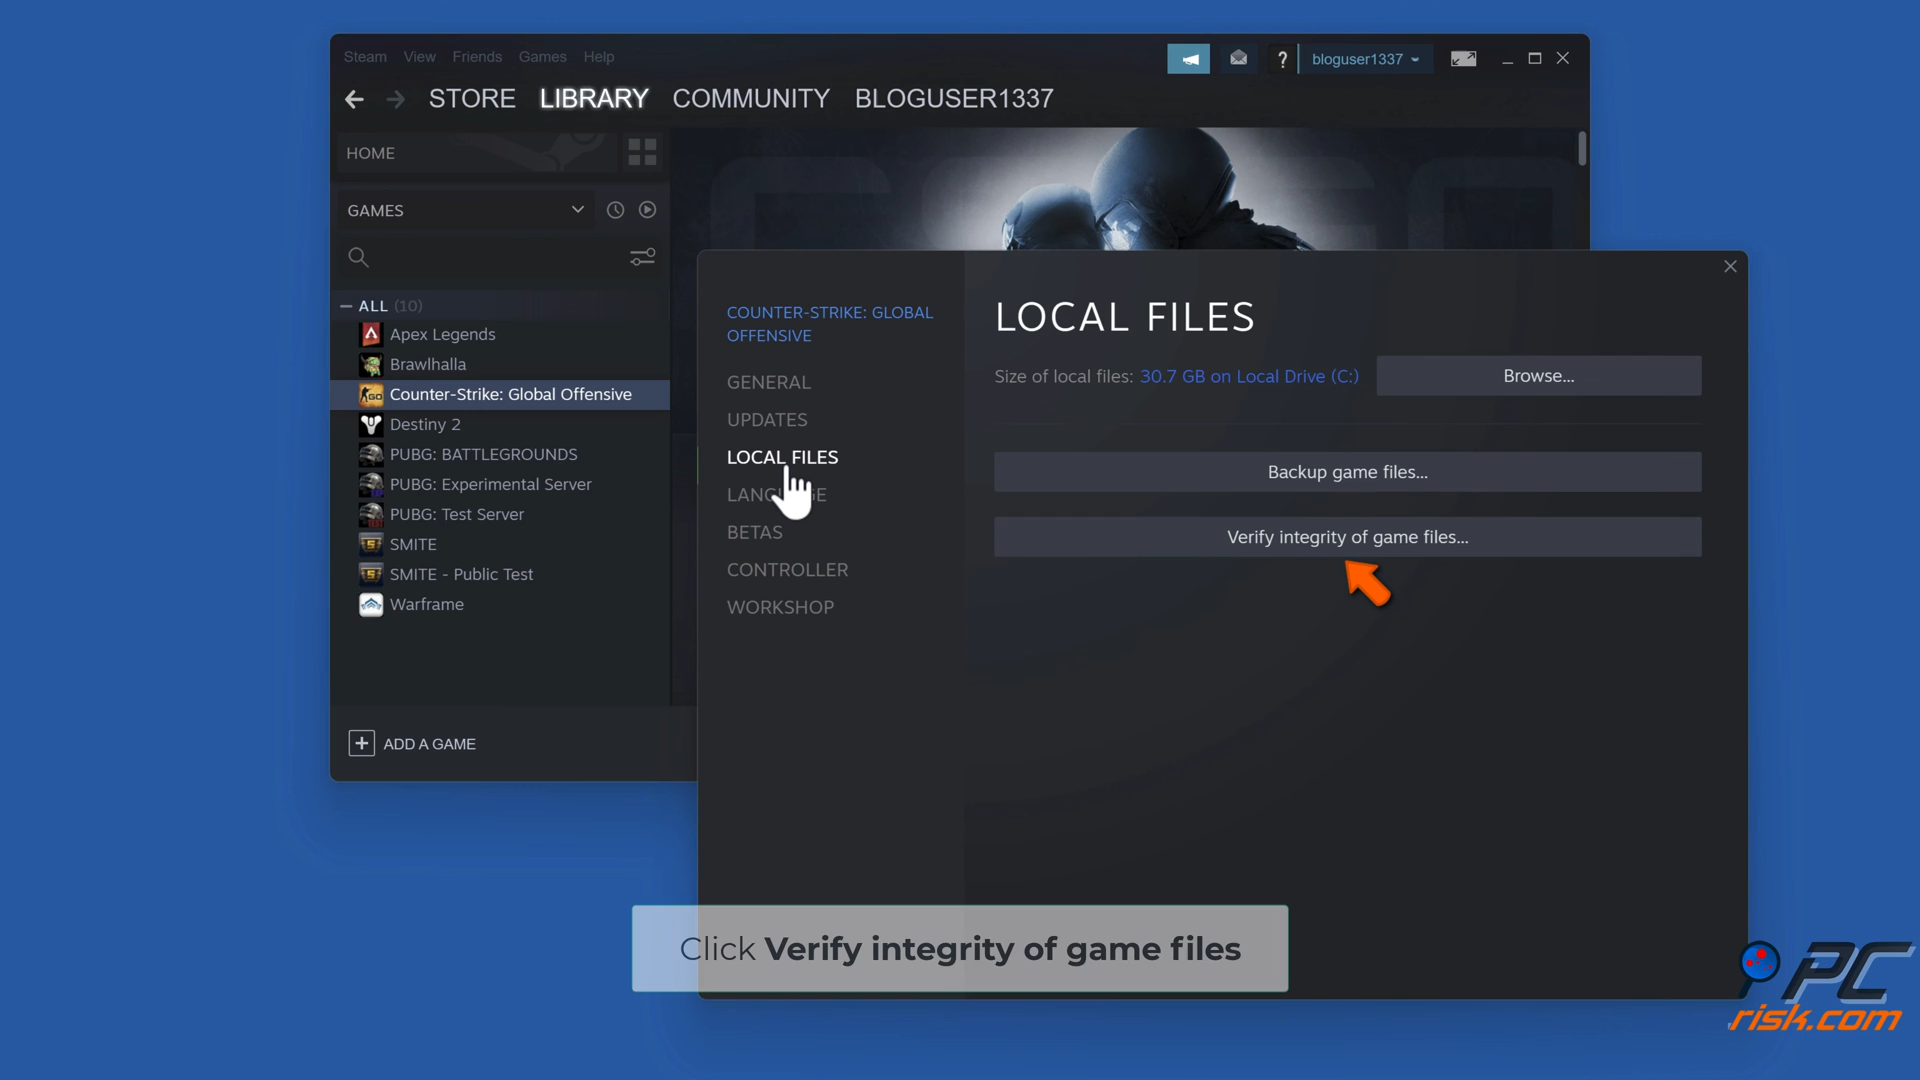 Steam View Friends Games Help
? bloguser1337
STORE LIBRARY COMMUNITY BLOGUSER1337
HOME
GAMES
ALL (10)
Apex Legends
Brawlhalla
Counter-Strike: Global Offensive
Destiny 2
PUBG: BATTLEGROUNDS
PUBG: Experimental Server
PUBG: Test Server
SMITE
SMITE - Public Test
Warframe
ADD A GAME
COUNTER-STRIKE: GLOBAL
OFFENSIVE
GENERAL
UPDATES
LOCAL FILES
BETAS
CONTROLLER
WORKSHOP
LOCAL FILES
Size of local files: 30.7 GB on Local Drive (C:) Browse...
Backup game files...
Verify integrity of game files...
Click Verify integrity of game files
PC
risk.com